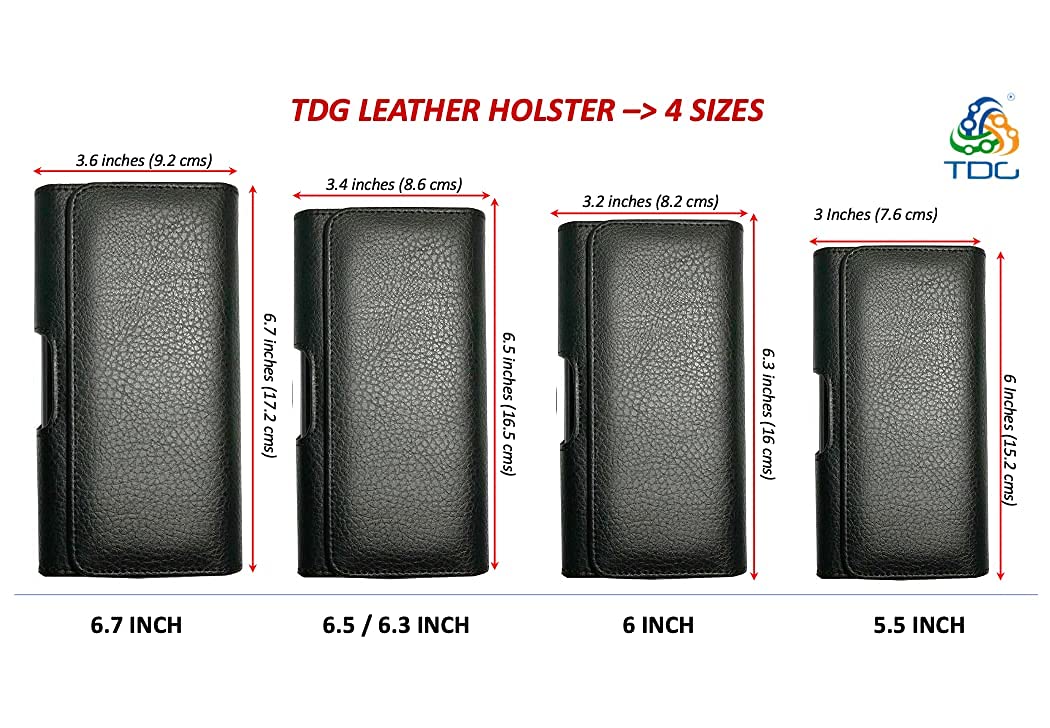 TDG LEATHER HOLSTER –> 4 SIZES
®
TDG
3.6 inches (9.2 cms)
6.7 inches (17.2 cms)
3.4 inches (8.6 cms)
6.5 inches (16.5 cms)
3.2 inches (8.2 cms)
6.3 inches (16 cms)
3 Inches (7.6 cms)
6 Inches (15.2 cms)
6.7 INCH
6.5 / 6.3 INCH
6 INCH
5.5 INCH